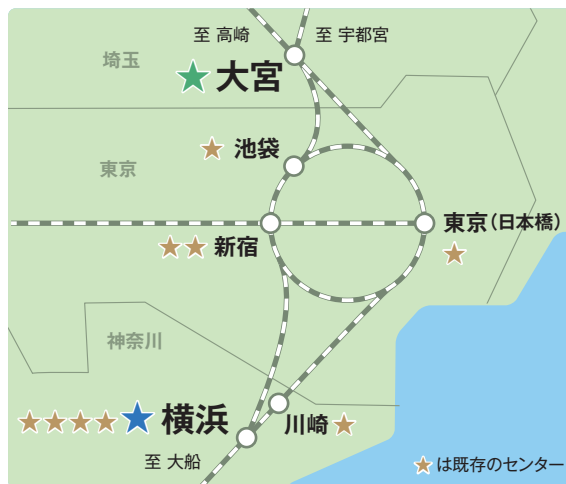 至 高崎
至 宇都宮
埼玉
★大宮
★池袋
東京
東京（日本橋）
★
★★新宿
神奈川
★★★★★横浜
川崎★
至 大船
★は既存のセンター